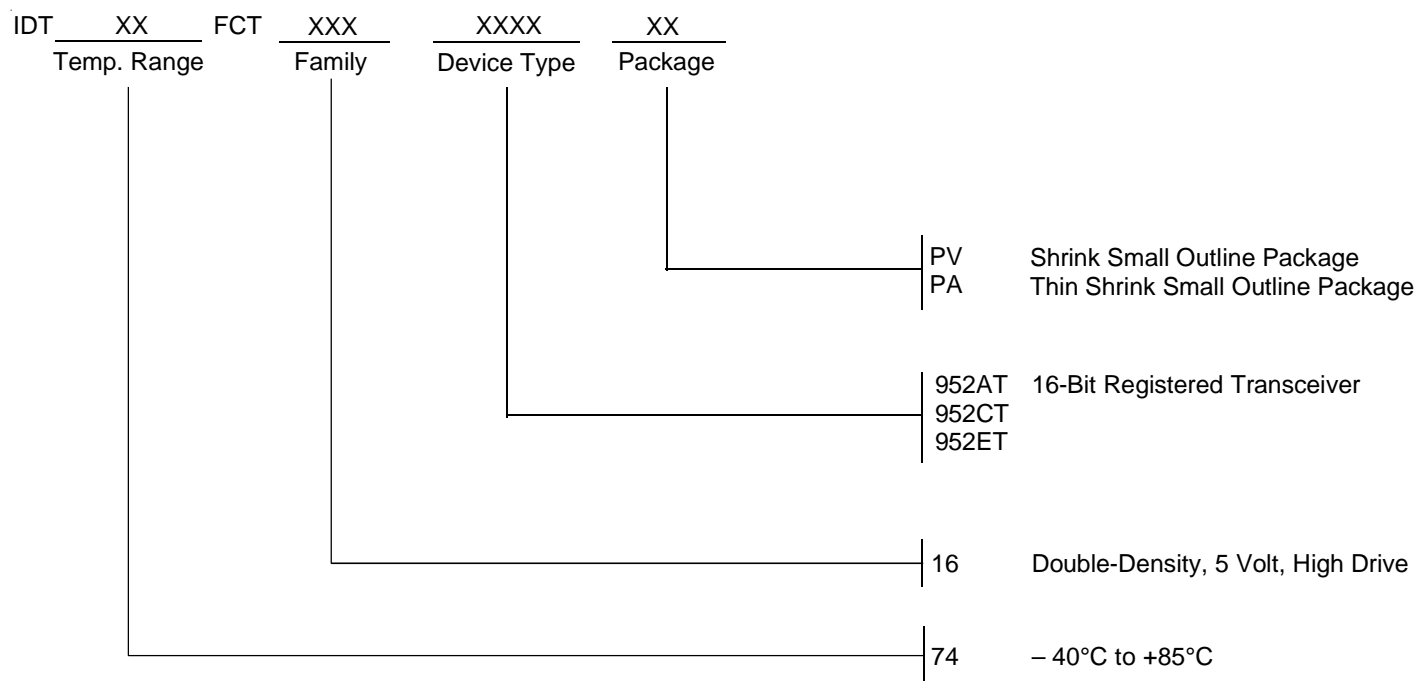 IDT XX FCT XXX XXXX XX
Temp. Range Family Device Type Package
PV Shrink Small Outline Package
PA Thin Shrink Small Outline Package
952AT 16-Bit Registered Transceiver
952CT
952ET
16 Double-Density, 5 Volt, High Drive
74 – 40°C to +85°C